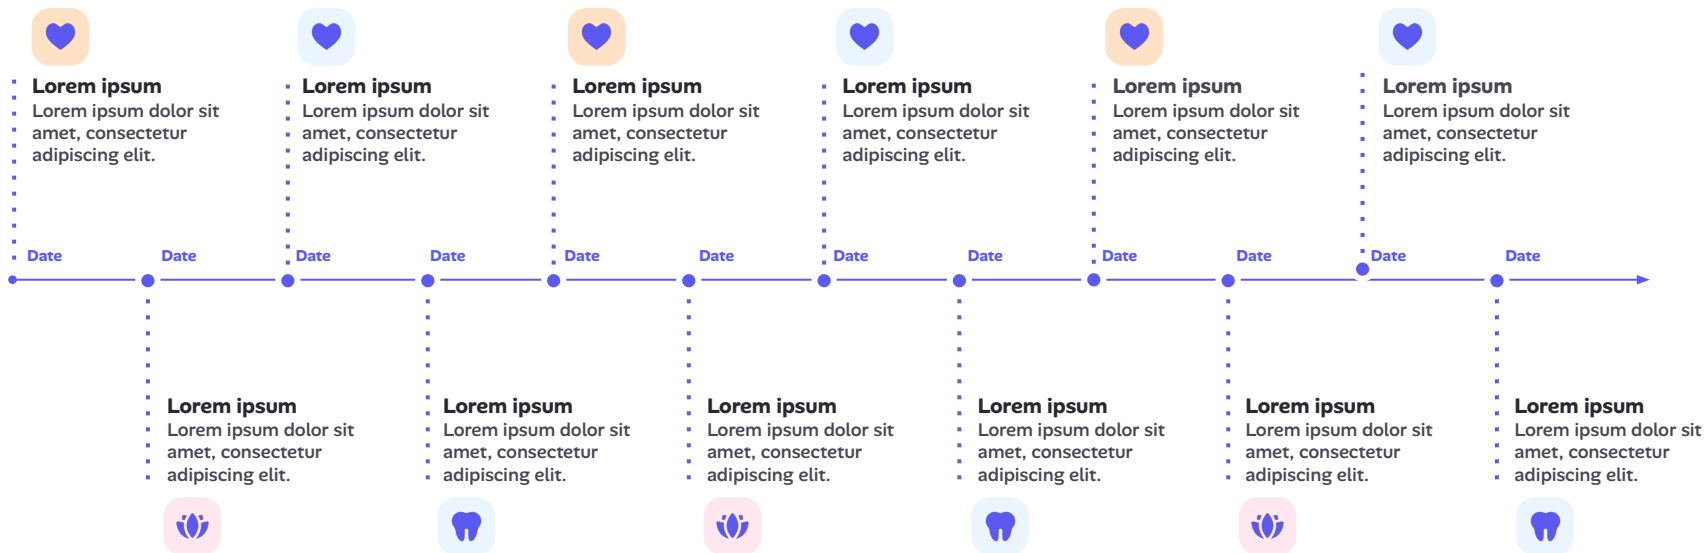 Lorem ipsum
Lorem ipsum dolor sit
amet, consectetur
adipiscing elit.
Lorem ipsum
Lorem ipsum dolor sit
amet, consectetur
adipiscing elit.
Lorem ipsum
Lorem ipsum dolor sit
amet, consectetur
adipiscing elit.
Lorem ipsum
Lorem ipsum dolor sit
amet, consectetur
adipiscing elit.
Lorem ipsum
Lorem ipsum dolor sit
amet, consectetur
adipiscing elit.
Lorem ipsum
Lorem ipsum dolor sit
amet, consectetur
adipiscing elit.
Date
Date
Date
Date
Date
Date
Date
Date
Date
Date
Date
Date
Lorem ipsum
Lorem ipsum dolor sit
amet, consectetur
adipiscing elit.
Lorem ipsum
Lorem ipsum dolor sit
amet, consectetur
adipiscing elit.
Lorem ipsum
Lorem ipsum dolor sit
amet, consectetur
adipiscing elit.
Lorem ipsum
Lorem ipsum dolor sit
amet, consectetur
adipiscing elit.
Lorem ipsum
Lorem ipsum dolor sit
amet, consectetur
adipiscing elit.
Lorem ipsum
Lorem ipsum dolor sit
amet, consectetur
adipiscing elit.